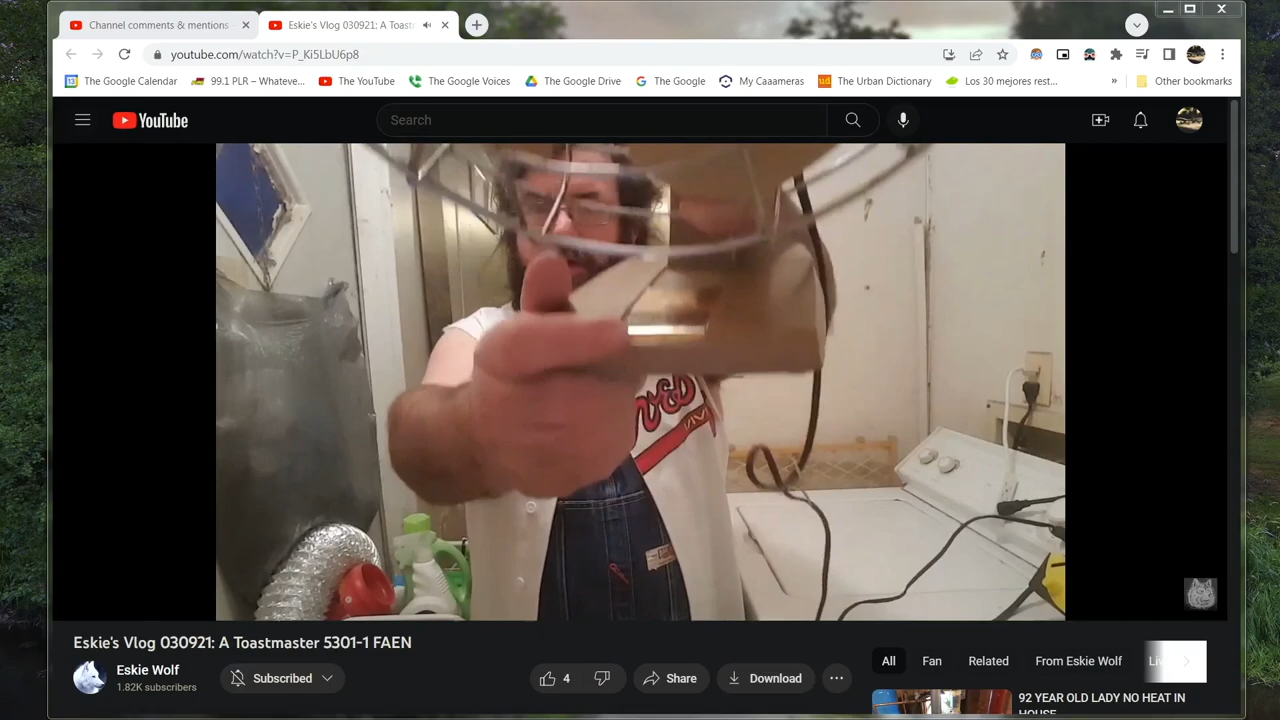 Channel comments & mentions
Eskie's Vlog 030921: A Toastm
youtube.com/watch?v=P_Ki5LbU6p8
The Google Calendar
99.1 PLR – Whateve...
The YouTube
The Google Voices
The Google Drive
The Google
My Caaameras
ud The Urban Dictionary
Los 30 mejores rest...
»
Other bookmarks
YouTube
Search
Eskie's Vlog 030921: A Toastmaster 5301-1 FAEN
Eskie Wolf
1.82K subscribers
Subscribed
4
Share
Download
All
Fan
Related
From Eskie Wolf
92 YEAR OLD LADY NO HEAT IN
HOUSE